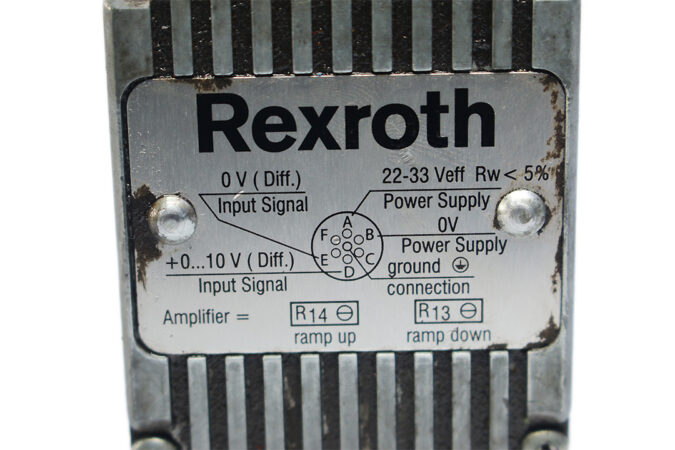 Rexroth
0 V ( Diff.)
22-33 Veff Rw < 5%
Input Signal
Power Supply
A
F B
0V
Power Supply
E C
D
+0...10 V ( Diff.)
ground
Input Signal
connection
Amplifier =
R14
R13
ramp up
ramp down